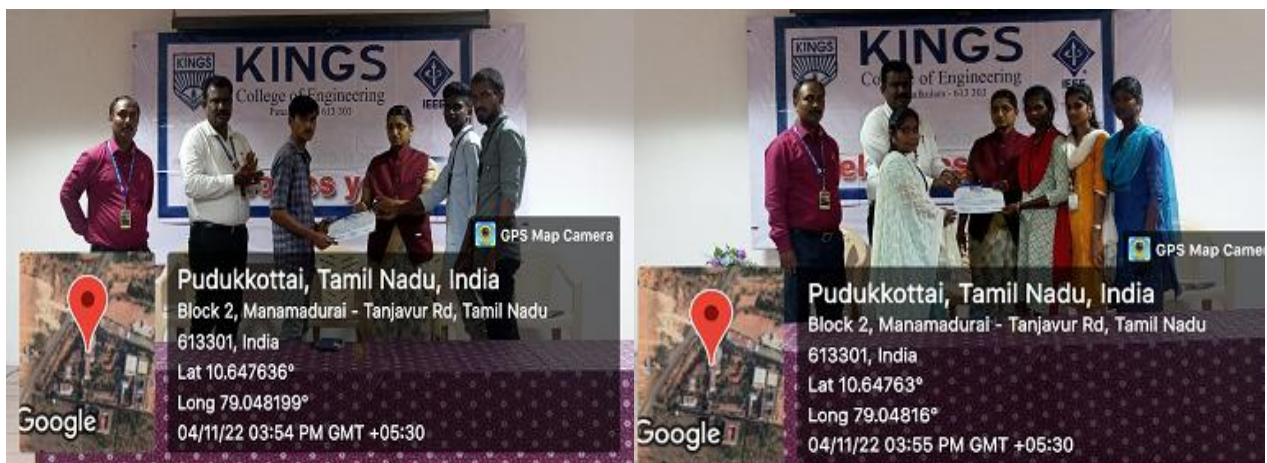 KINGS
KINGS
College of Engineering
613 303
IEEE
GPS Map Camera
Pudukkottai, Tamil Nadu, India
Block 2, Manamadurai - Tanjavur Rd, Tamil Nadu
613301, India
Lat 10.647636°
Long 79.048199°
04/11/22 03:54 PM GMT +05:30
Google
KINGS
KINGS
College of Engineering
- 613 303
IEEE
GPS Map Came
Pudukkottai, Tamil Nadu, India
Block 2, Manamadurai - Tanjavur Rd, Tamil Nadu
613301, India
Lat 10.64763°
Long 79.04816°
04/11/22 03:55 PM GMT +05:30
Google